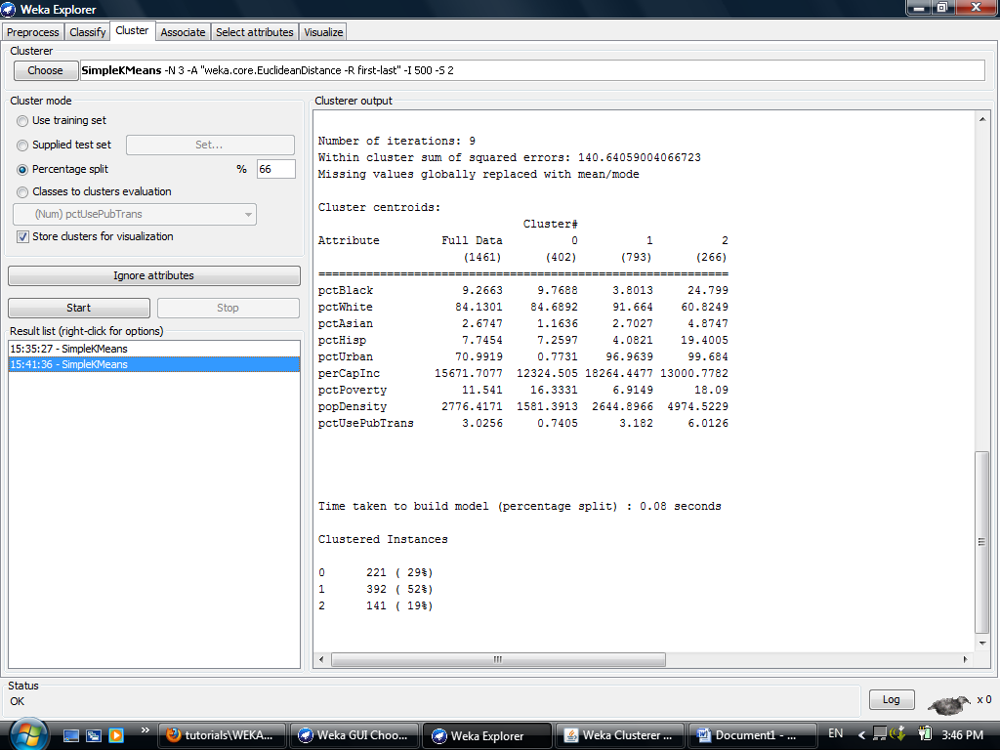 Weka Explorer
Preprocess Classify Cluster Associate Select attributes Visualize
Clusterer
Choose SimpleKMeans -N 3 -A "weka.core.EuclideanDistance -R first-last" -I 500 -S 2
Cluster mode
Use training set
Supplied test set Set...
Percentage split % 66
Classes to clusters evaluation
(Num) pctUsePubTrans
Store clusters for visualization
Ignore attributes
Start Stop
Result list (right-click for options)
15:35:27 - SimpleKMeans
15:41:36 - SimpleKMeans
Clusterer output
Number of iterations: 9
Within cluster sum of squared errors: 140.64059004066723
Missing values globally replaced with mean/mode
Cluster centroids:
Cluster#
Attribute Full Data 0 1 2
(1461) (402) (793) (266)
==============================================================
pctBlack 9.2663 9.7688 3.8013 24.799
pctWhite 84.1301 84.6892 91.664 60.8249
pctAsian 2.6747 1.1636 2.7027 4.8747
pctHisp 7.7454 7.2597 4.0821 19.4005
pctUrban 70.9919 0.7731 96.9639 99.684
perCapInc 15671.7077 12324.505 18264.4477 13000.7782
pctPoverty 11.541 16.3331 6.9149 18.09
popDensity 2776.4171 1581.3913 2644.8966 4974.5229
pctUsePubTrans 3.0256 0.7405 3.182 6.0126
Time taken to build model (percentage split) : 0.08 seconds
Clustered Instances
0 221 ( 29%)
1 392 ( 52%)
2 141 ( 19%)
Status
OK
Log x 0
» tutorials\WEKA... Weka GUI Choo... Weka Explorer Weka Clusterer ... Document1 - ... EN 3:46 PM